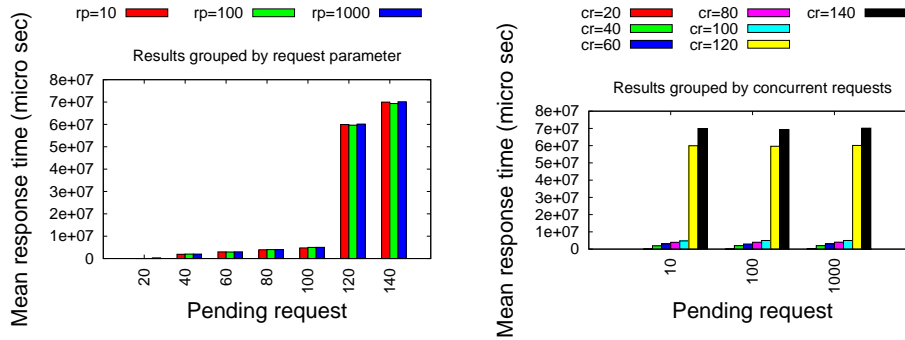 rp=10 rp=100 rp=1000
Results grouped by request parameter
Mean response time (micro sec)
8e+07
7e+07
6e+07
5e+07
4e+07
3e+07
2e+07
1e+07
0
20 40 60 80 100 120 140
Pending request
cr=20 cr=80 cr=140
cr=40 cr=100
cr=60 cr=120
Results grouped by concurrent requests
Mean response time (micro sec)
8e+07
7e+07
6e+07
5e+07
4e+07
3e+07
2e+07
1e+07
0
10 100 1000
Pending request